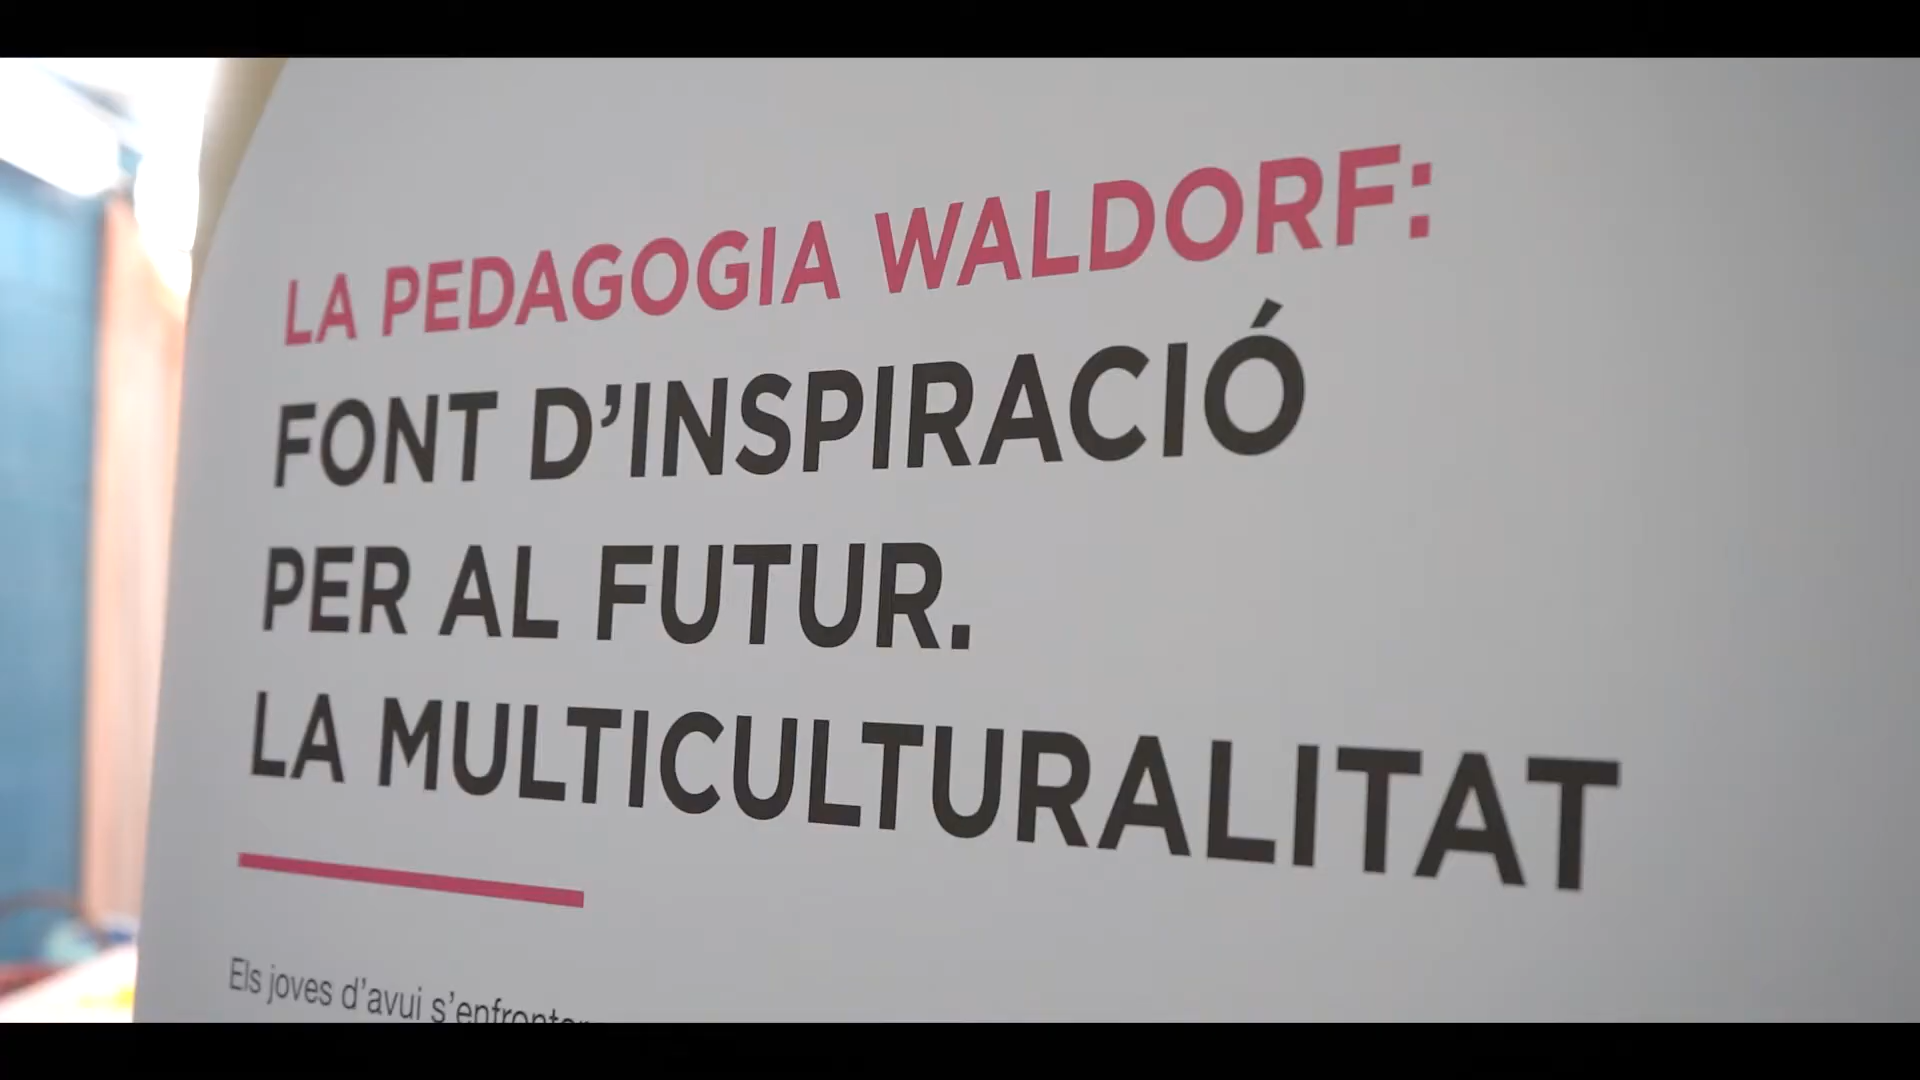 LA PEDAGOGIA WALDORF:
FONT D’INSPIRACIÓ
PER AL FUTUR.
LA MULTICULTURALITAT
Els joves d’avui